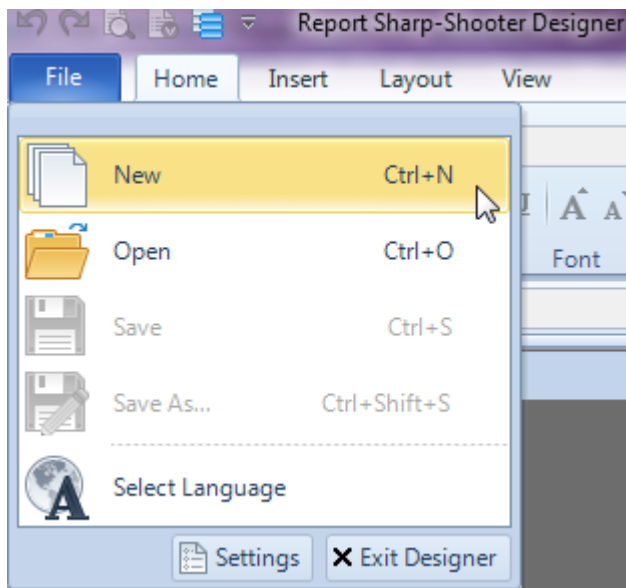 Report Sharp-Shooter Designer
File Home Insert Layout View
New Ctrl+N
A A
Open Ctrl+O
Font
Save Ctrl+S
Save As... Ctrl+Shift+S
A
Select Language
Settings Exit Designer